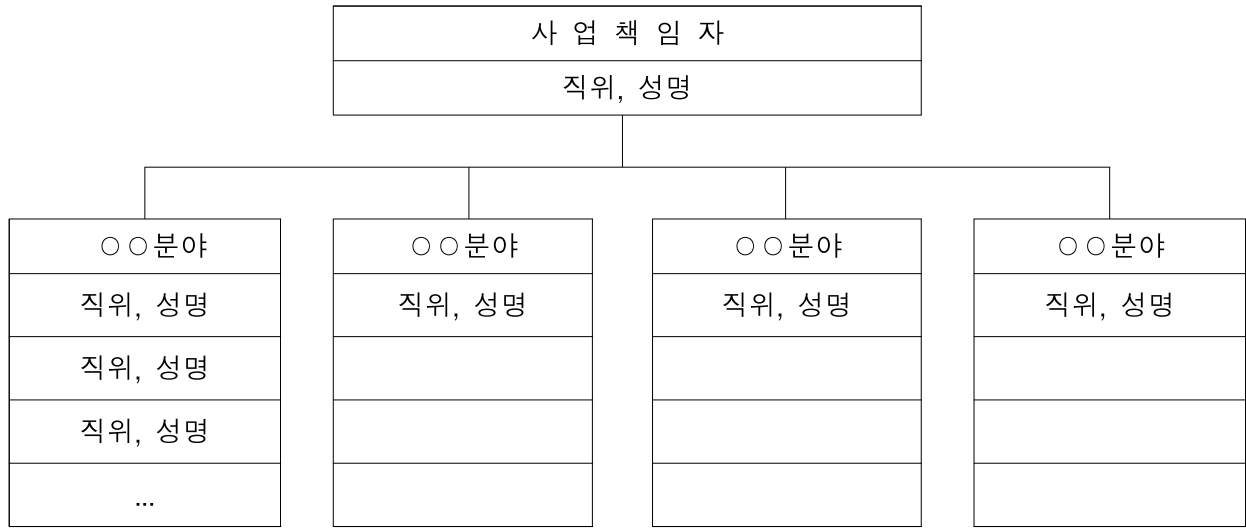 사 업 책 임 자
직위, 성명
○○분야
직위, 성명
직위, 성명
직위, 성명
...
○○분야
직위, 성명
○○분야
직위, 성명
○○분야
직위, 성명